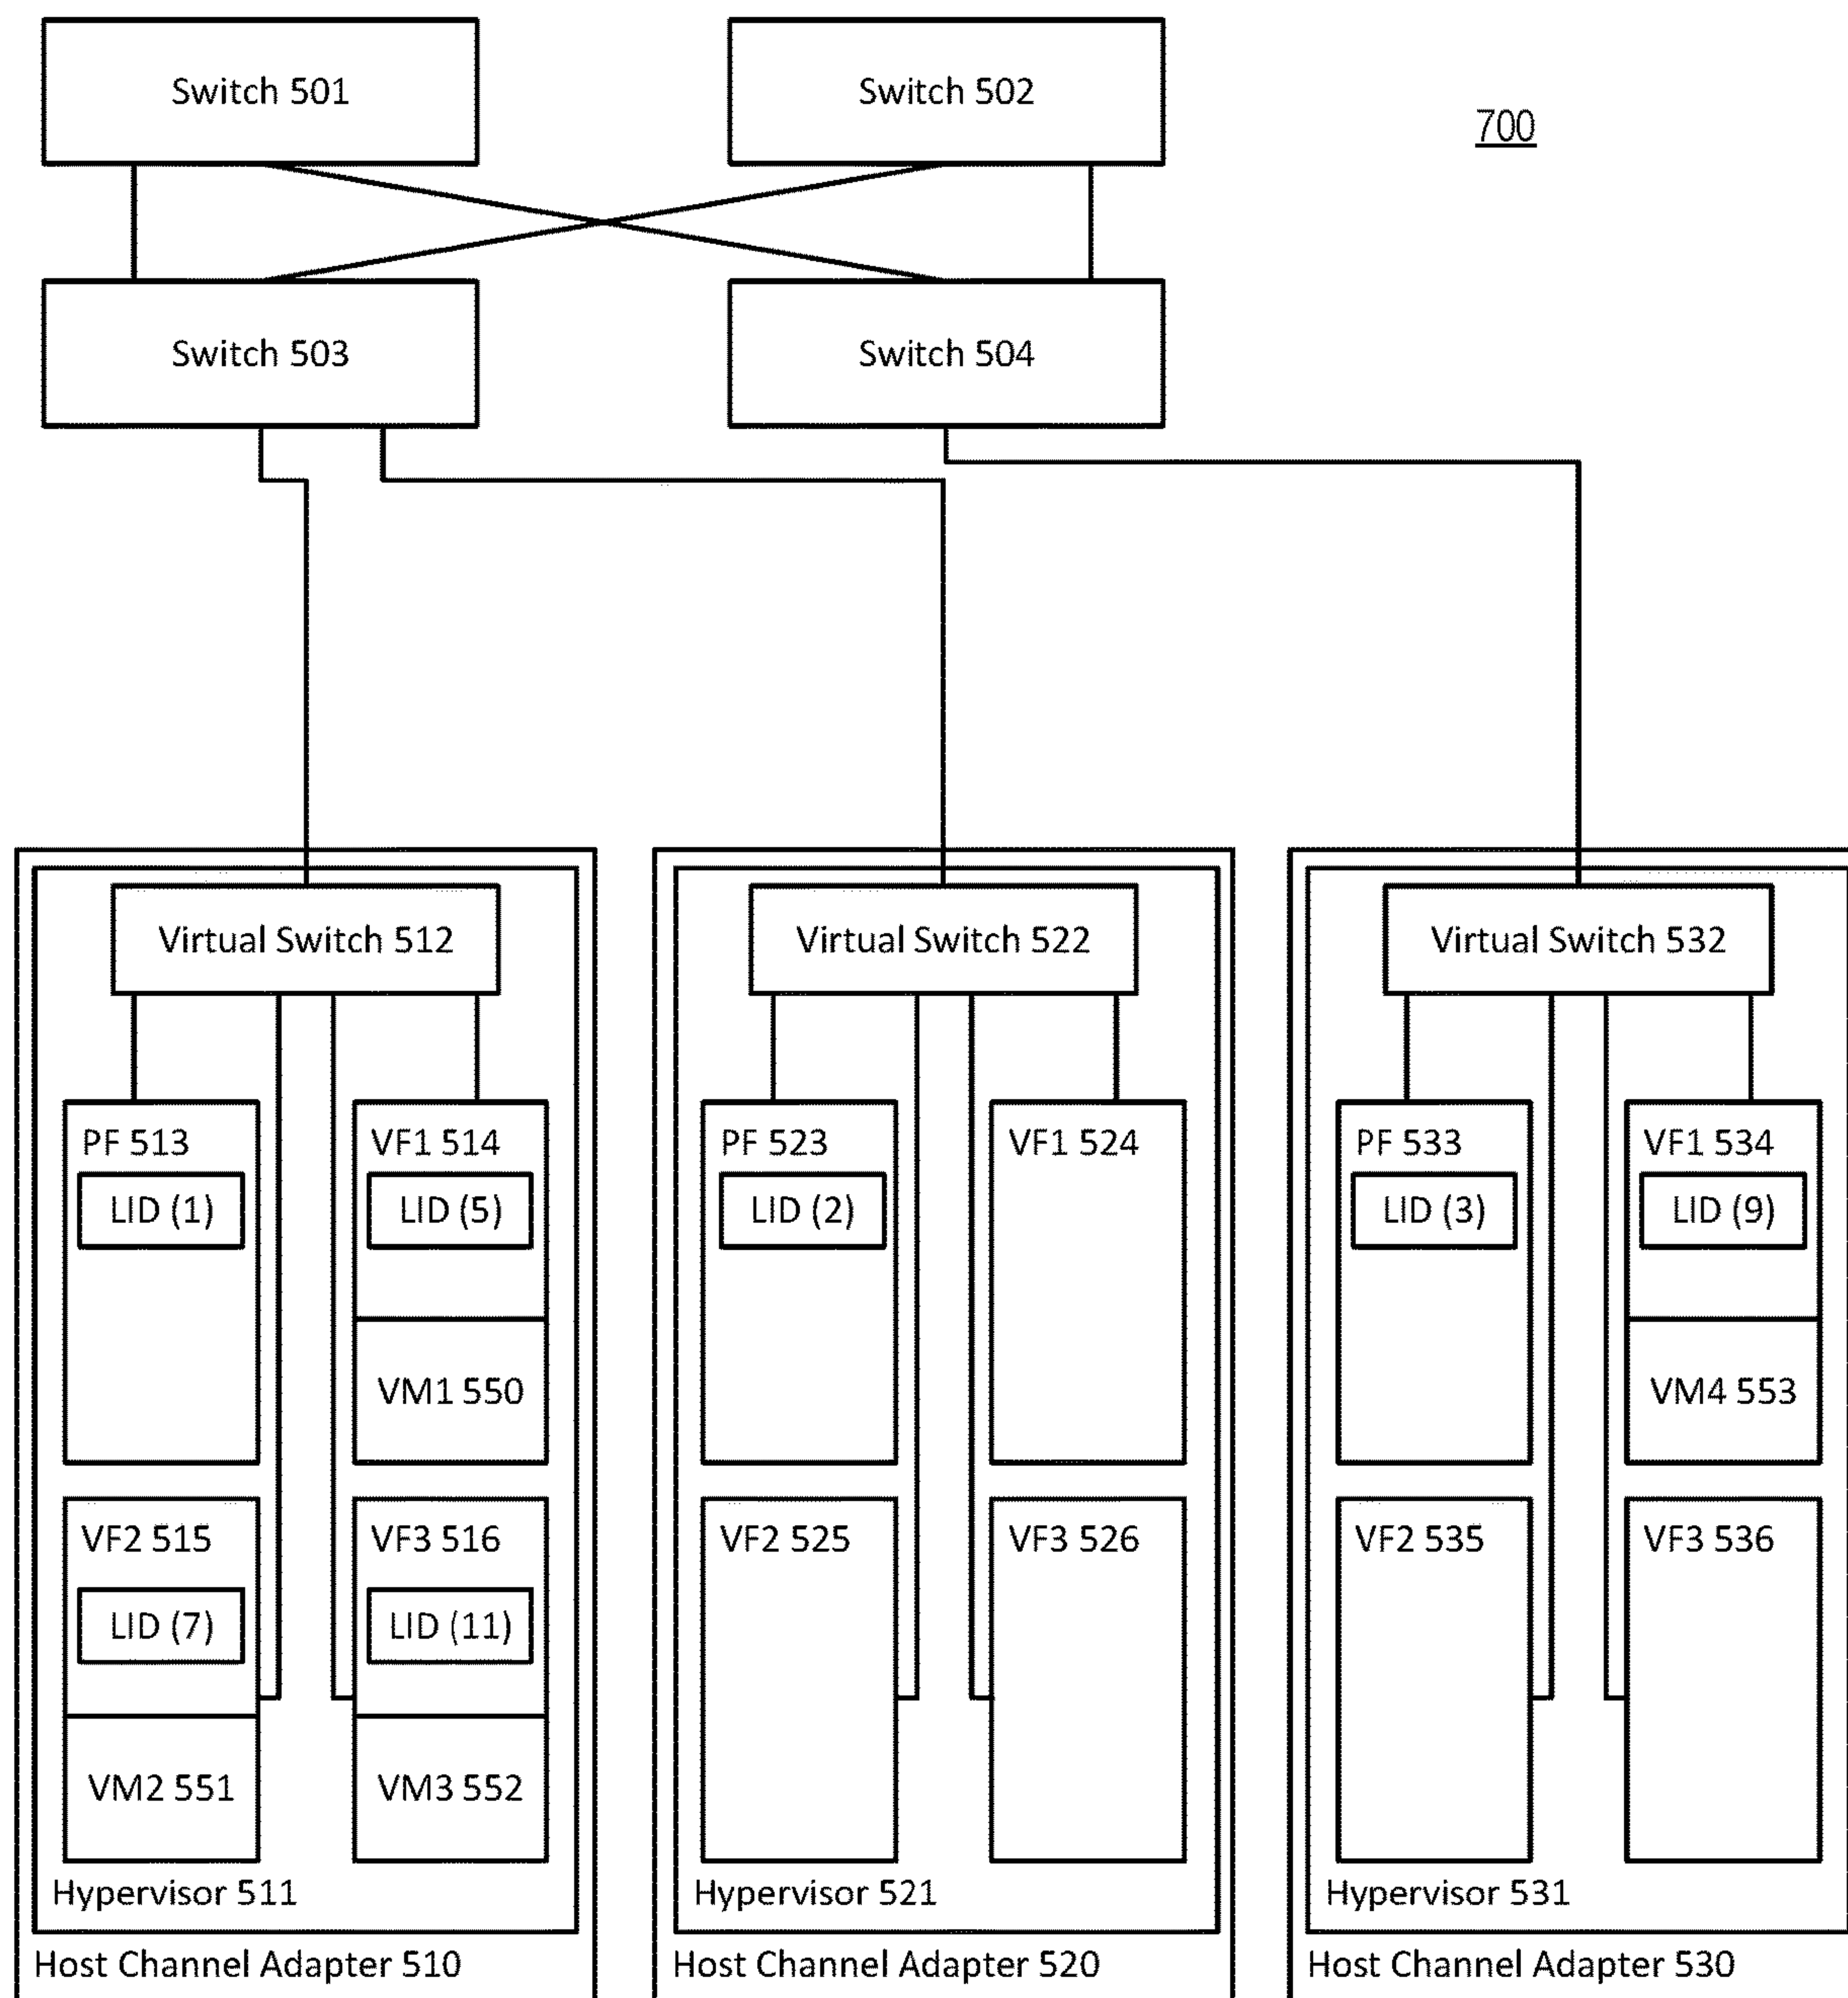 Switch 501
Switch 502
700
Switch 503
Switch 504
Virtual Switch 512
PF 513
LID (1)
VF1 514
LID (5)
VM1 550
VF2 515
LID (7)
VM2 551
VF3 516
LID (11)
VM3 552
Hypervisor 511
Host Channel Adapter 510
Virtual Switch 522
PF 523
LID (2)
VF1 524
VF2 525
VF3 526
Hypervisor 521
Host Channel Adapter 520
Virtual Switch 532
PF 533
LID (3)
VF1 534
LID (9)
VM4 553
VF2 535
VF3 536
Hypervisor 531
Host Channel Adapter 530